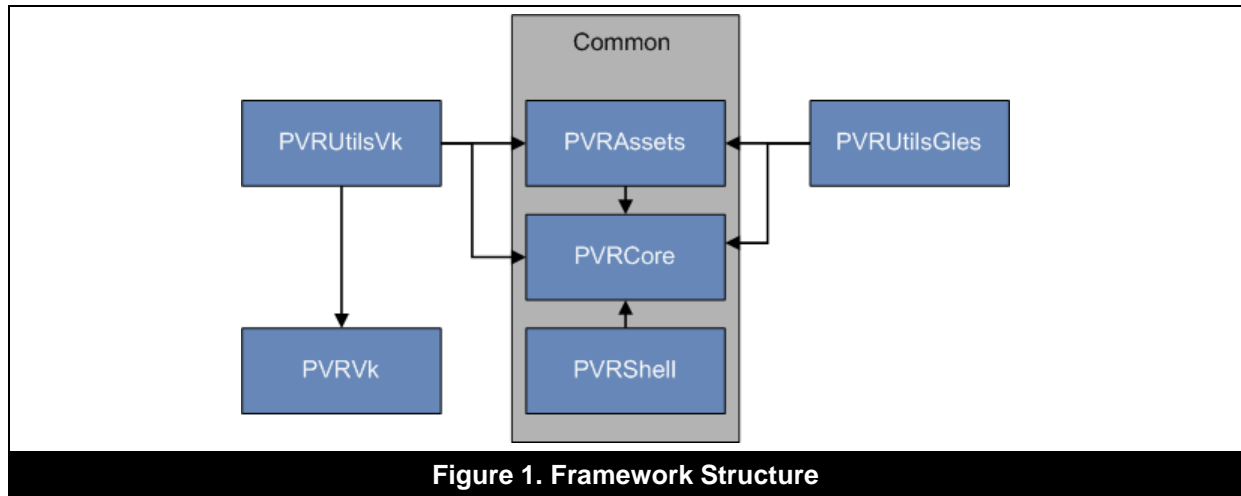 Common
PVRUtilsVk
PVRAssets
PVRUtilsGles
PVRCore
PVRVk
PVRShell
Figure 1. Framework Structure